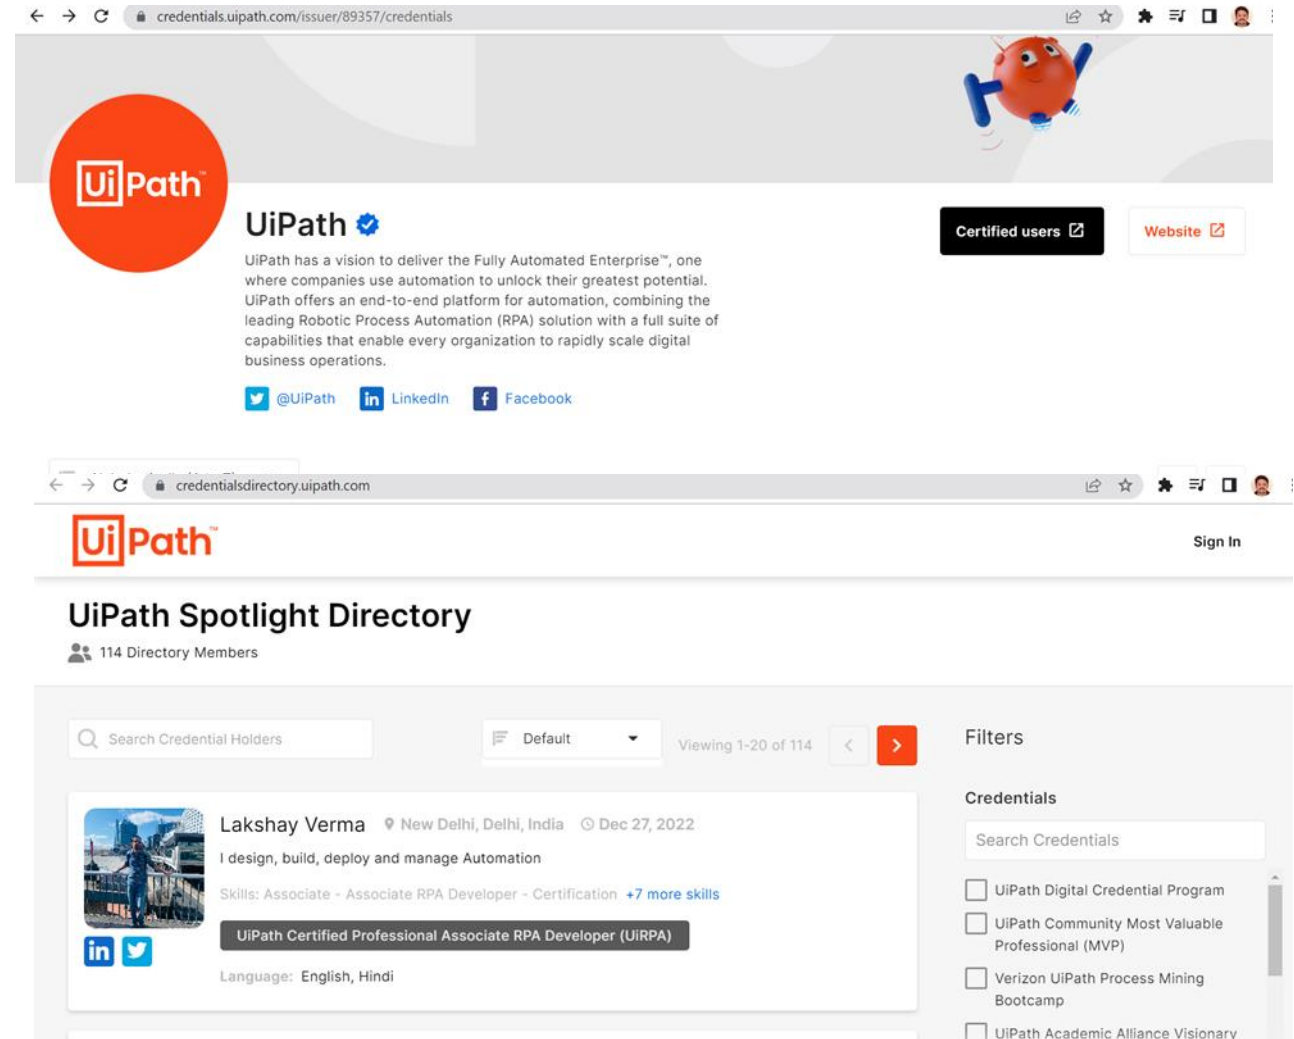 credentials.uipath.com/issuer/89357/credentials
UiPath™
UiPath
Certified users
Website
UiPath has a vision to deliver the Fully Automated Enterprise™, one
where companies use automation to unlock their greatest potential.
UiPath offers an end-to-end platform for automation, combining the
leading Robotic Process Automation (RPA) solution with a full suite of
capabilities that enable every organization to rapidly scale digital
business operations.
@UiPath LinkedIn Facebook
credentialsdirectory.uipath.com
UiPath™
Sign In
UiPath Spotlight Directory
114 Directory Members
Search Credential Holders
Default
Viewing 1-20 of 114
Lakshay Verma New Delhi, Delhi, India Dec 27, 2022
I design, build, deploy and manage Automation
Skills: Associate - Associate RPA Developer - Certification +7 more skills
UiPath Certified Professional Associate RPA Developer (UiRPA)
Language: English, Hindi
Filters
Credentials
Search Credentials
UiPath Digital Credential Program
UiPath Community Most Valuable
Professional (MVP)
Verizon UiPath Process Mining
Bootcamp
UiPath Academic Alliance Visionary